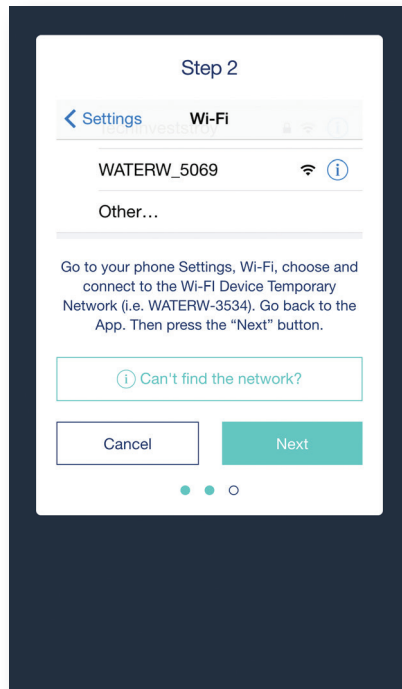 Step 2
Settings Wi-Fi
WATERW_5069
Other...
Go to your phone Settings, Wi-Fi, choose and
connect to the Wi-FI Device Temporary
Network (i.e. WATERW-3534). Go back to the
App. Then press the “Next” button.
Can't find the network?
Cancel Next